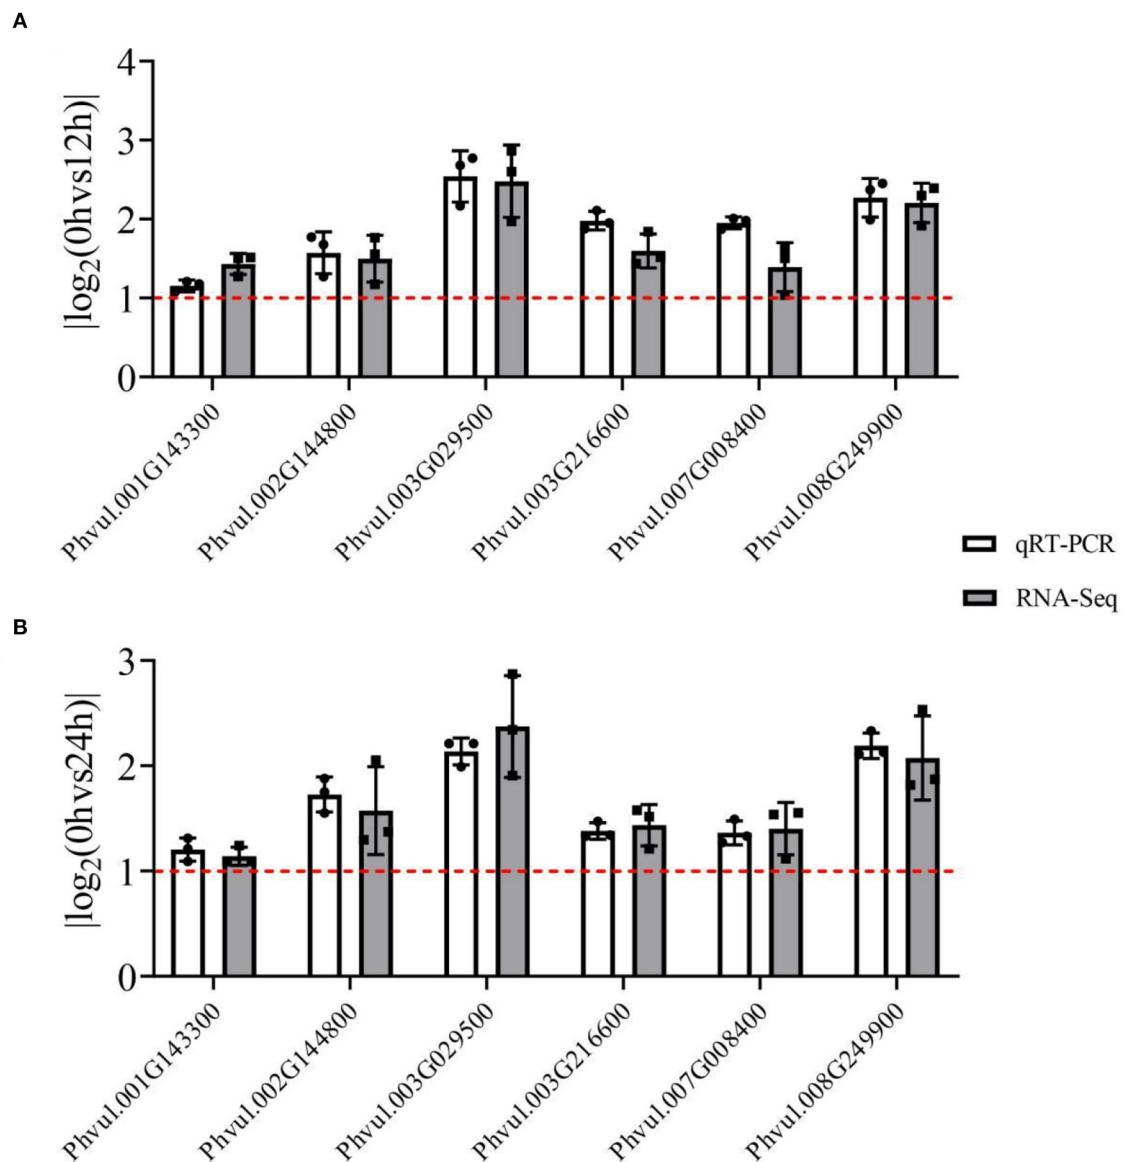 A
|log2(0hvs12h)|
4
3
2
1
0
Phvul.001G143300
Phvul.002G144800
Phvul.003G029500
Phvul.003G216600
Phvul.007G008400
Phvul.008G249900
qRT-PCR
RNA-Seq
B
|log2(0hvs24h)|
3
2
1
0
Phvul.001G143300
Phvul.002G144800
Phvul.003G029500
Phvul.003G216600
Phvul.007G008400
Phvul.008G249900